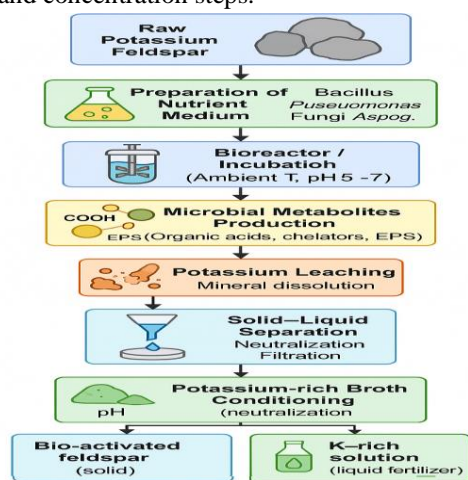 and concentration steps.
Raw
Potassium
Feldspar
Preparation of
Nutrient
Medium
Bacillus
Puseuomonas
Fungi Aspog.
Bioreactor /
Incubatioh
(Ambient T, pH 5 -7)
COOH
EPS
Microbial Metabolites
Production
(Organic acids, chelators, EPS)
Potassium Leaching
Mineral dissolution
Solid–Liquid
Separation
Neutralization
Filtration
pH
Potassium-rich Broth
Conditioning
(neutralization
Bio-activated
feldspar
(solid)
K–rich
solution
(liquid fertilizer)